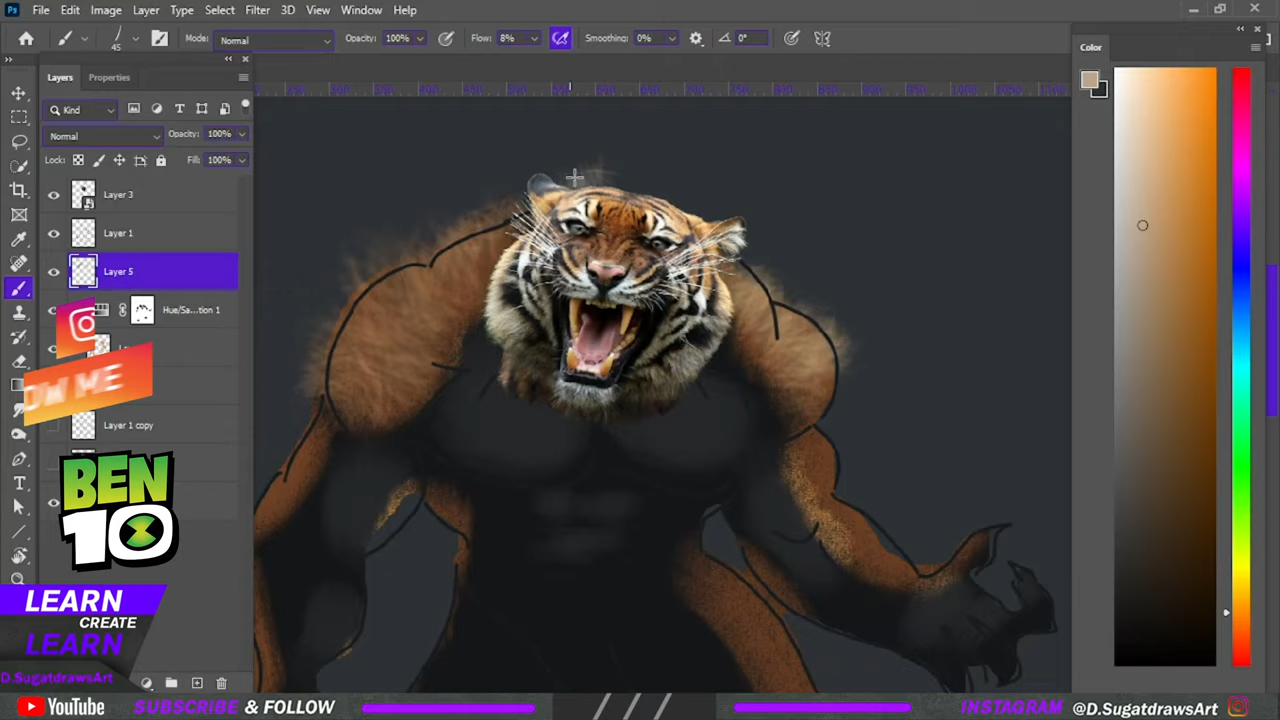 Ps File Edit Image Layer Type Select Filter 3D View Window Help
45 Mode: Normal Opacity: 100% Flow: 8% Smoothing: 0% 0°
Layers Properties
Color
Kind
Normal Opacity: 100%
Lock: Fill: 100%
Layer 3
Layer 1
Layer 5
Hue/Sa...tion 1
Layer 1 copy
BEN
10
LEARN
CREATE
LEARN
D.SugatdrawsArt
YouTube SUBSCRIBE & FOLLOW INSTAGRAM @D.SugatdrawsArt